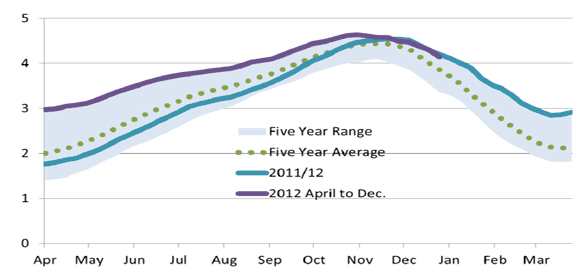 5
4
3
2
1
0
Five Year Range
Five Year Average
2011/12
2012 April to Dec.
Apr May Jun Jul Aug Sep Oct Nov Dec Jan Feb Mar